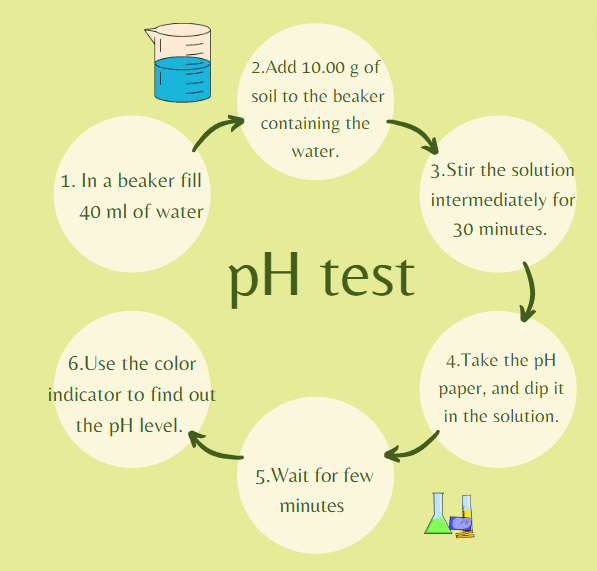 pH test
1. In a beaker fill
40 ml of water
2.Add 10.00 g of
soil to the beaker
containing the
water.
3.Stir the solution
intermediately for
30 minutes.
4.Take the pH
paper, and dip it
in the solution.
5.Wait for few
minutes
6.Use the color
indicator to find out
the pH level.